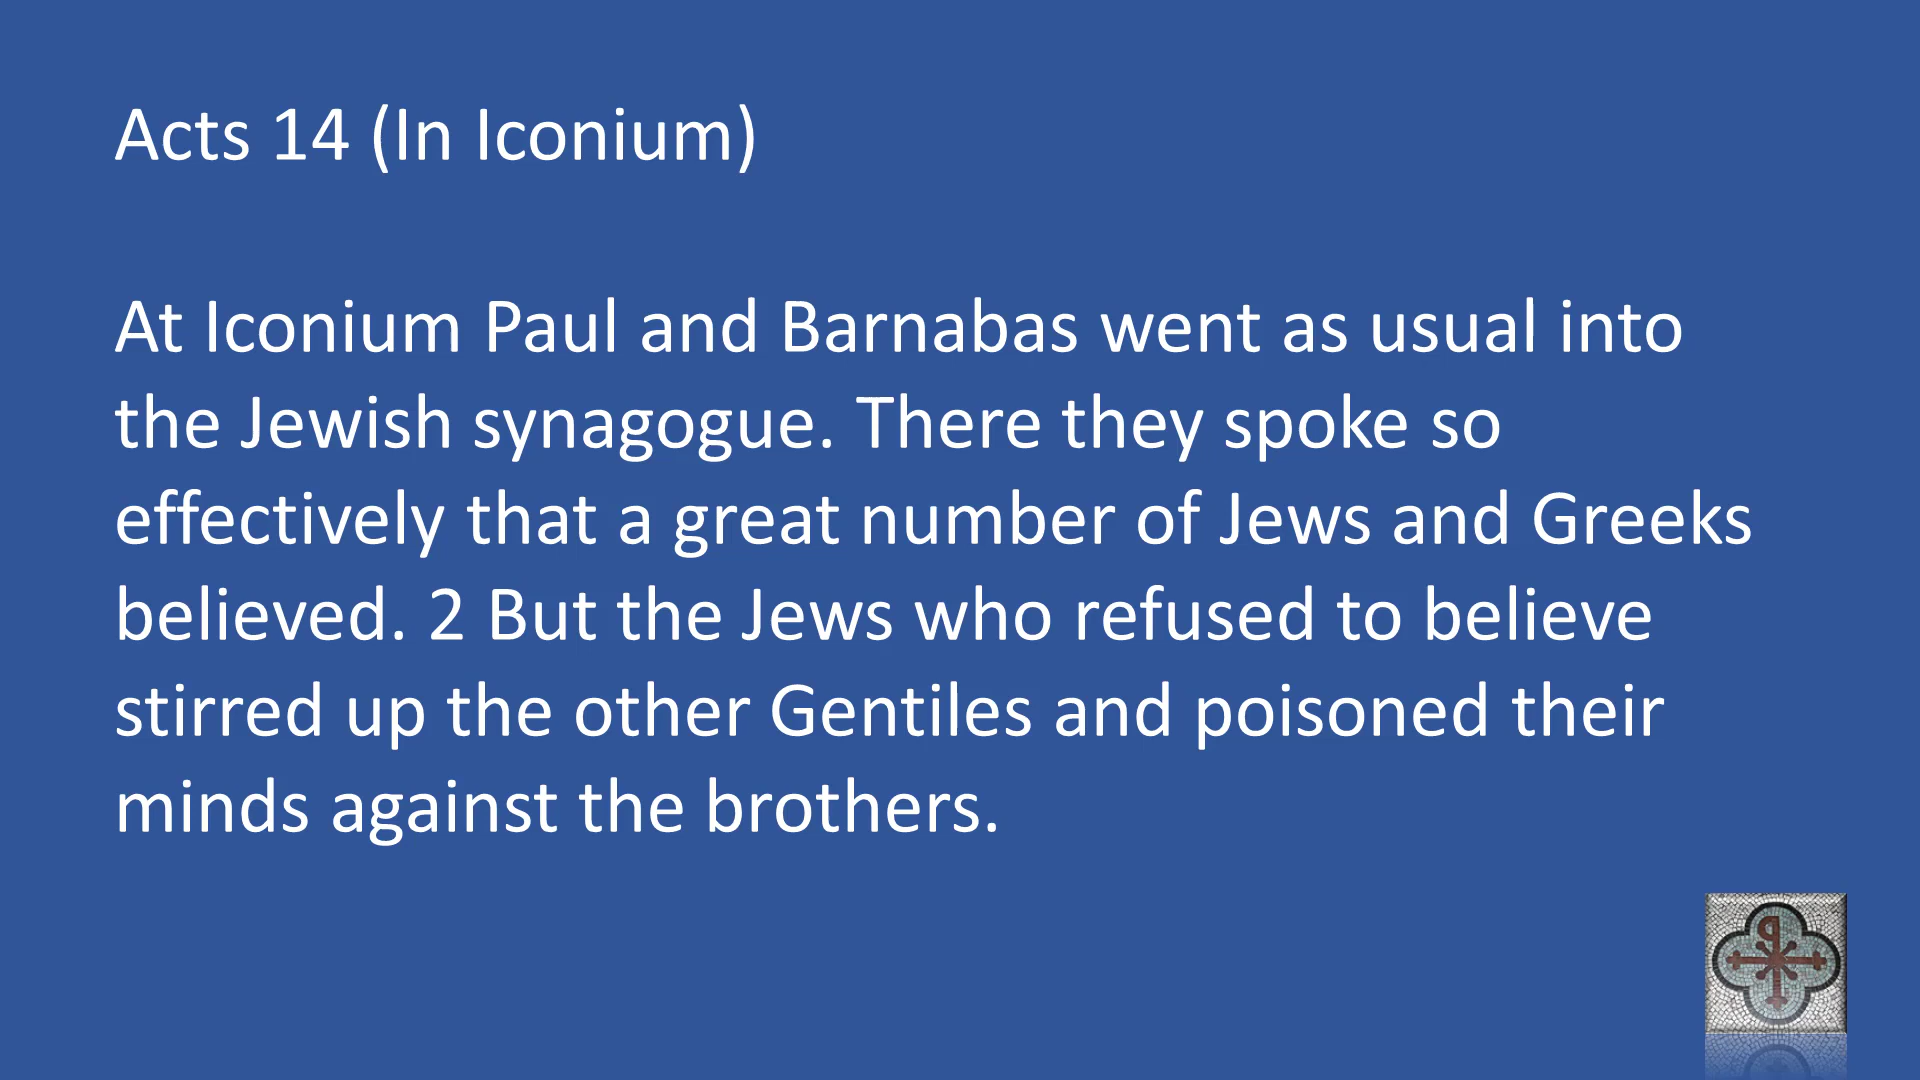 Acts 14 (In Iconium)
At Iconium Paul and Barnabas went as usual into
the Jewish synagogue. There they spoke so
effectively that a great number of Jews and Greeks
believed. 2 But the Jews who refused to believe
stirred up the other Gentiles and poisoned their
minds against the brothers.